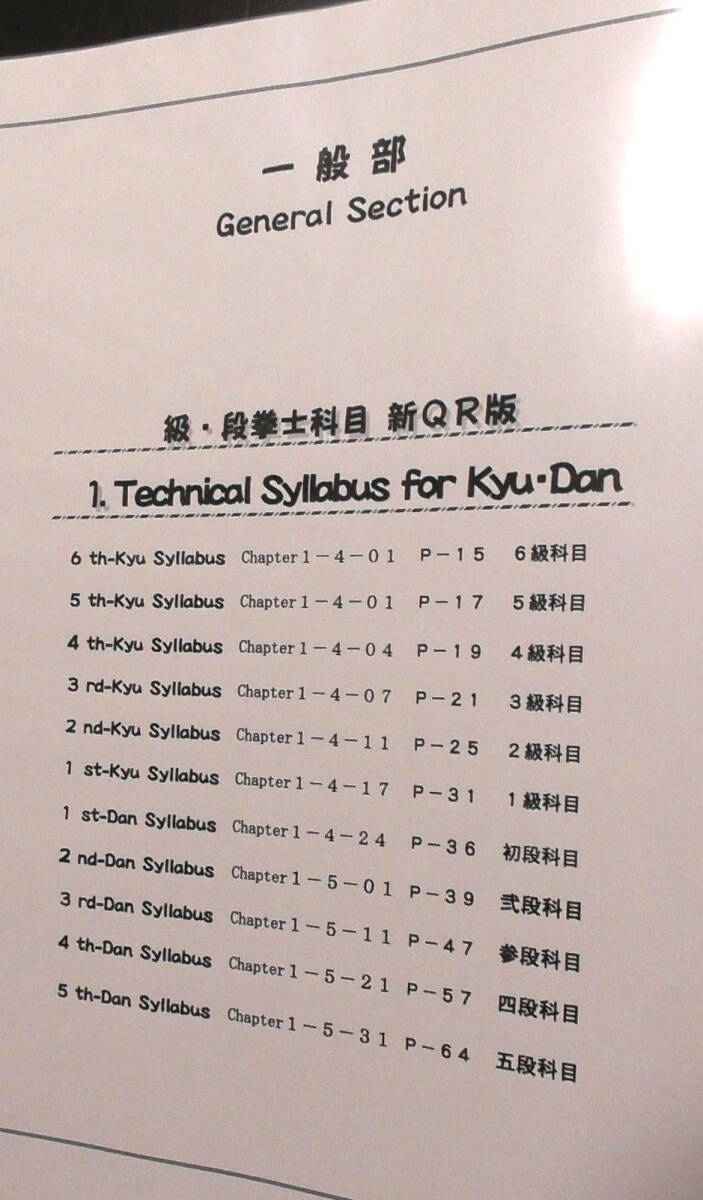 一般部
General Section
級・段拳士科目 新QR版
1. Technical Syllabus for Kyu・Dan
6 th-Kyu Syllabus Chapter 1－4－01 P－15 6級科目
5 th-Kyu Syllabus Chapter 1－4－01 P－17 5級科目
4 th-Kyu Syllabus Chapter 1－4－04 P－19 4級科目
3 rd-Kyu Syllabus Chapter 1－4－07 P－21 3級科目
2 nd-Kyu Syllabus Chapter 1－4－11 P－25 2級科目
1 st-Kyu Syllabus Chapter 1－4－17 P－31 1級科目
1 st-Dan Syllabus Chapter 1－4－24 P－36 初段科目
2 nd-Dan Syllabus Chapter 1－5－01 P－39 弐段科目
3 rd-Dan Syllabus Chapter 1－5－11 P－47 参段科目
4 th-Dan Syllabus Chapter 1－5－21 P－57 四段科目
5 th-Dan Syllabus Chapter 1－5－31 P－64 五段科目